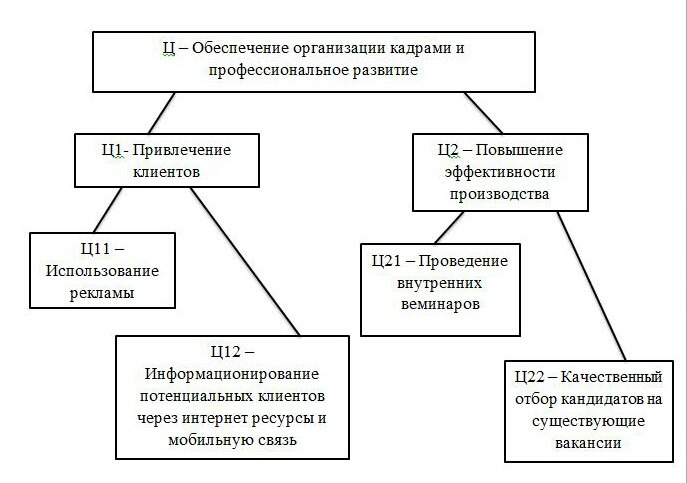 Ц – Обеспечение организации кадрами и
профессиональное развитие
Ц1- Привлечение
клиентов
Ц2 – Повышение
эффективности
производства
Ц11 –
Использование
рекламы
Ц21 – Проведение
внутренних
веминаров
Ц12 –
Информационирование
потенциальных клиентов
через интернет ресурсы и
мобильную связь
Ц22 – Качественный
отбор кандидатов на
существующие
вакансии